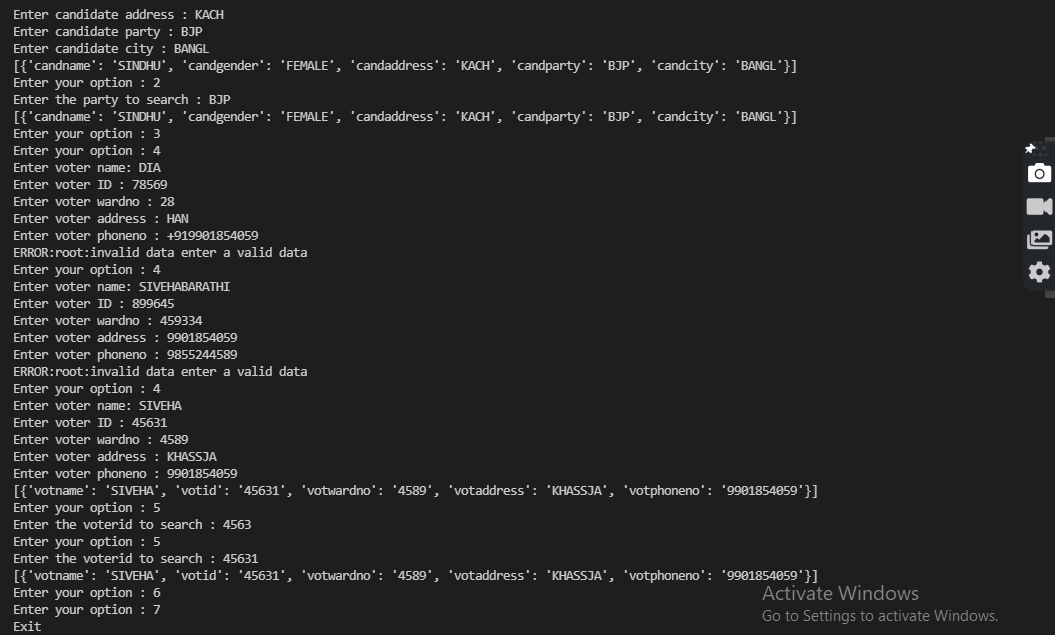 Enter candidate address : KACH
Enter candidate party : BJP
Enter candidate city : BANGL
[{'candname': 'SINDHU', 'candgender': 'FEMALE', 'candaddress': 'KACH', 'candparty': 'BJP', 'candcity': 'BANGL'}]
Enter your option : 2
Enter the party to search : BJP
[{'candname': 'SINDHU', 'candgender': 'FEMALE', 'candaddress': 'KACH', 'candparty': 'BJP', 'candcity': 'BANGL'}]
Enter your option : 3
Enter your option : 4
Enter voter name: DIA
Enter voter ID : 78569
Enter voter wardno : 28
Enter voter address : HAN
Enter voter phoneno : +919901854059
ERROR:root:invalid data enter a valid data
Enter your option : 4
Enter voter name: SIVEHABARATHI
Enter voter ID : 899645
Enter voter wardno : 459334
Enter voter address : 9901854059
Enter voter phoneno : 9855244589
ERROR:root:invalid data enter a valid data
Enter your option : 4
Enter voter name: SIVEHA
Enter voter ID : 45631
Enter voter wardno : 4589
Enter voter address : KHASSJA
Enter voter phoneno : 9901854059
[{'votname': 'SIVEHA', 'votid': '45631', 'votwardno': '4589', 'votaddress': 'KHASSJA', 'votphoneno': '9901854059'}]
Enter your option : 5
Enter the voterid to search : 4563
Enter your option : 5
Enter the voterid to search : 45631
[{'votname': 'SIVEHA', 'votid': '45631', 'votwardno': '4589', 'votaddress': 'KHASSJA', 'votphoneno': '9901854059'}]
Enter your option : 6
Enter your option : 7
Exit
Activate Windows
Go to Settings to activate Windows.